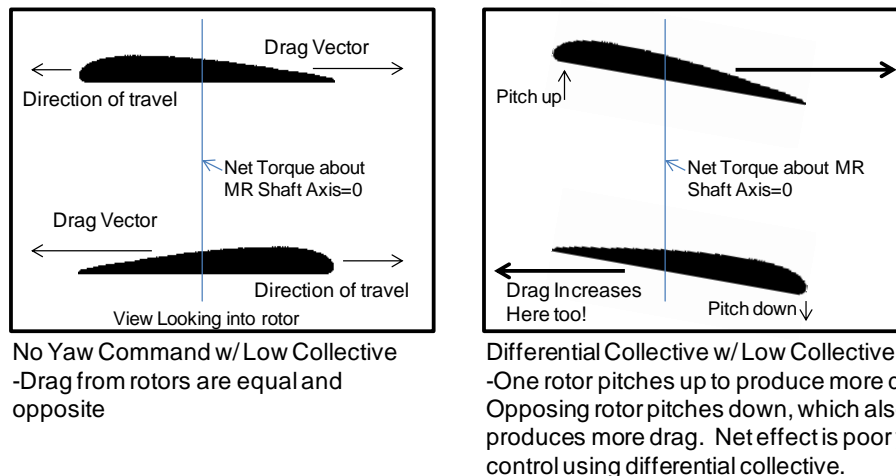 Drag Vector
Direction of travel
Net Torque about
MR Shaft Axis=0
Drag Vector
Direction of travel
View Looking into rotor
No Yaw Command w/ Low Collective
-Drag from rotors are equal and
opposite
Pitch up
Net Torque about MR
Shaft Axis=0
Drag Increases
Here too!
Pitch down
Differential Collective w/ Low Collective
-One rotor pitches up to produce more
Opposing rotor pitches down, which
produces more drag. Net effect is poor
control using differential collective.